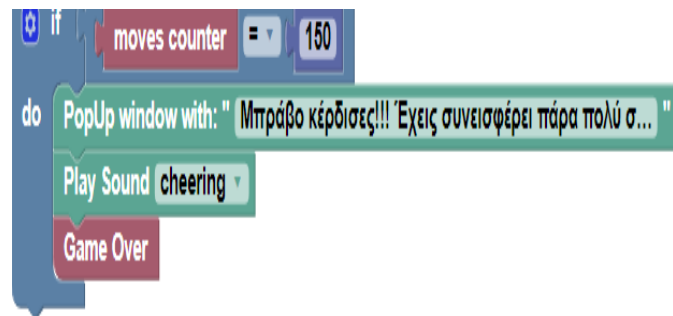 if moves counter = 150
do PopUp window with: " Μπράβο κέρδισες!!! Έχεις συνεισφέρει πάρα πολύ σ... "
Play Sound cheering
Game Over